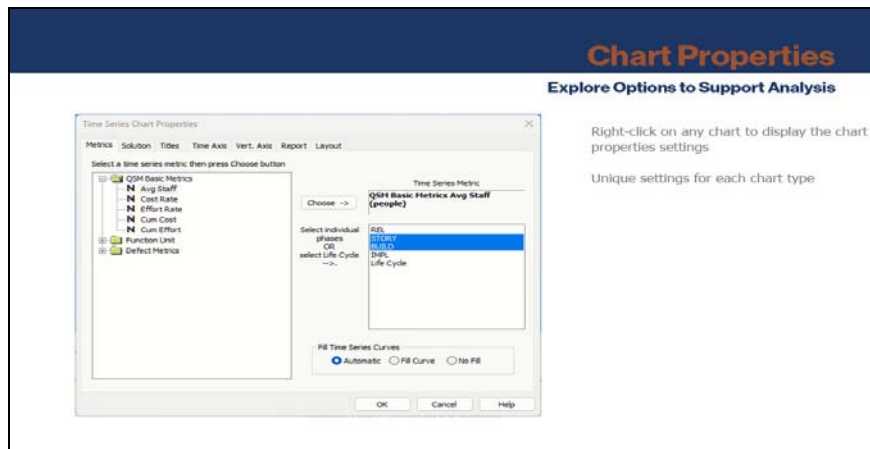 Chart Properties
Explore Options to Support Analysis
Right-click on any chart to display the chart
properties settings
Unique settings for each chart type
Time Series Chart Properties
Metrics Solution Titles Time Axis Vert. Axis Report Layout
Select a time series metric then press Choose button
QSM Basic Metrics
N Avg Staff
N Cost Rate
N Effort Rate
N Cum Cost
N Cum Effort
Function Unit
Defect Metrics
Choose ->
Time Series Metric
QSM Basic Metrics Avg Staff
(people)
Select individual
phases
OR
select Life Cycle
-->.
REL
STORY
BUILD
IMPL
Life Cycle
Fill Time Series Curves
Automatic Fill Curve No Fill
OK Cancel Help